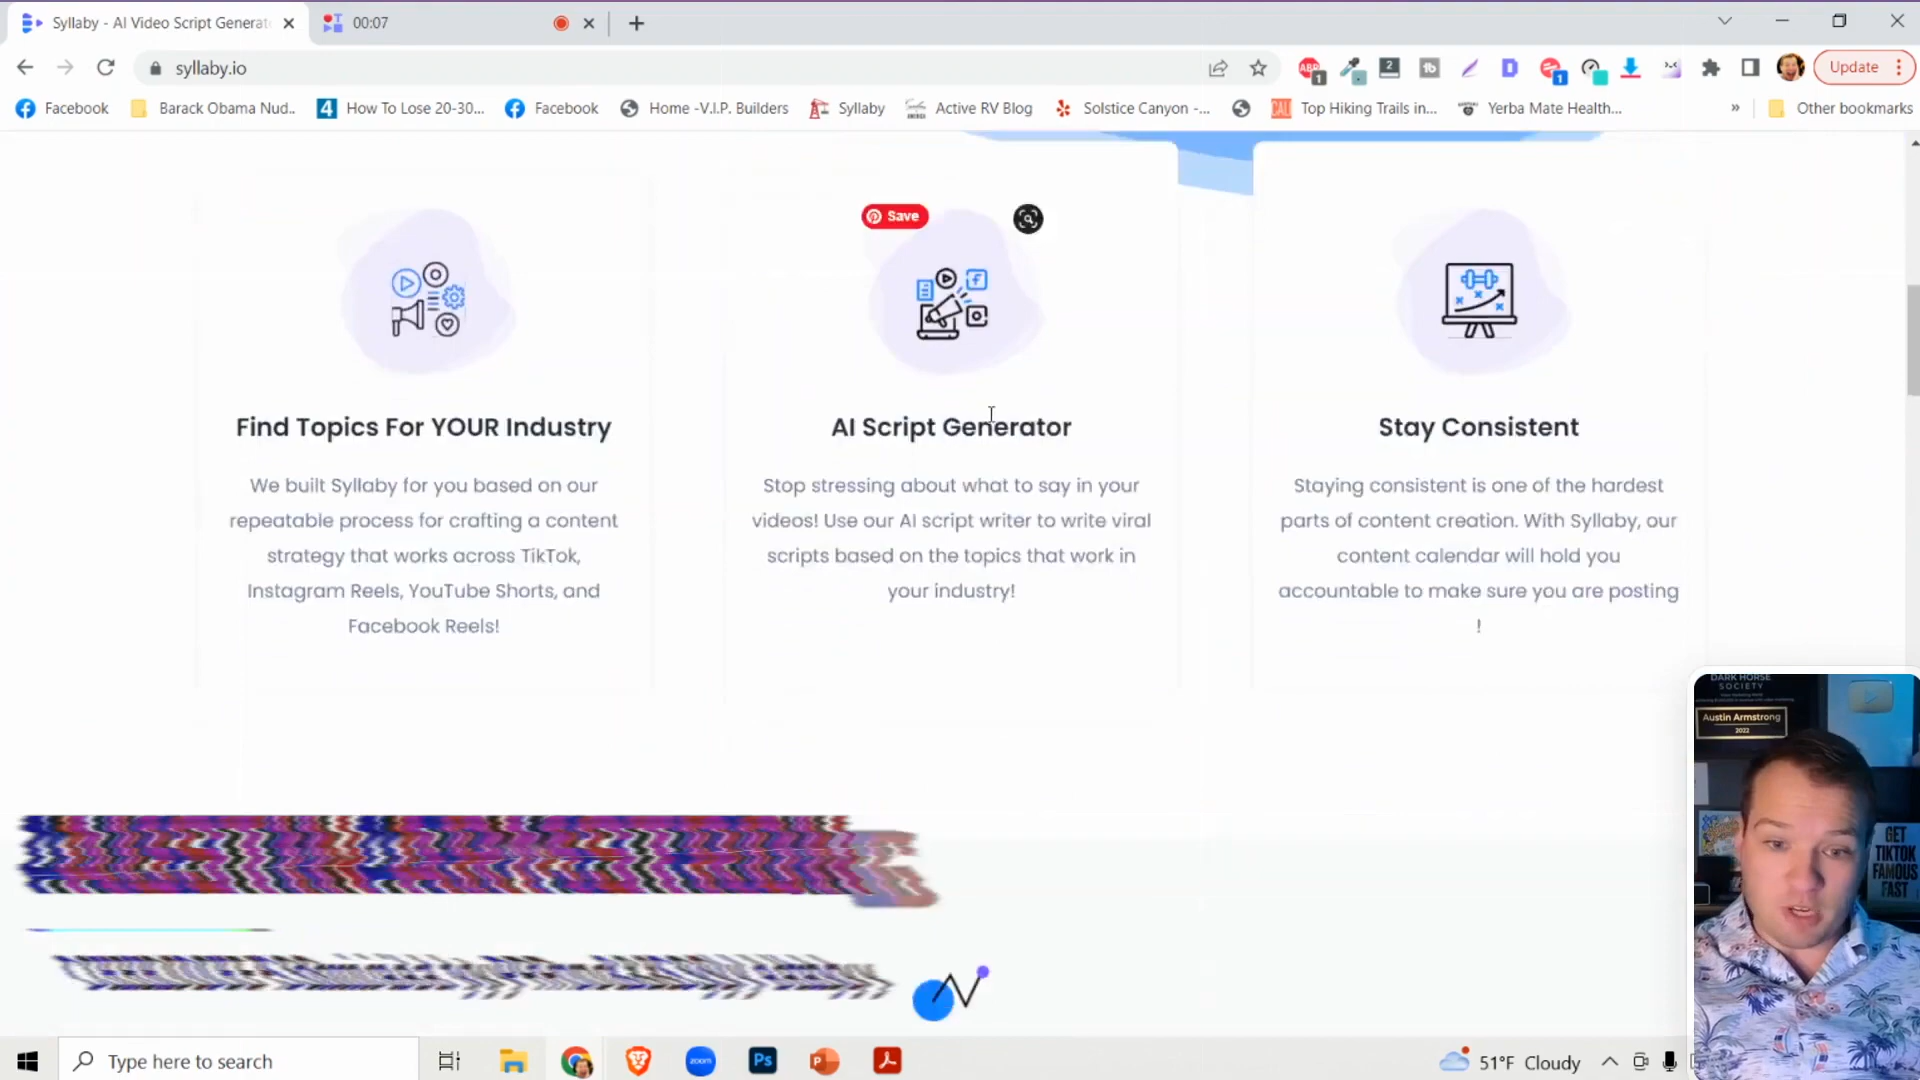 Syllaby - AI Video Script Generat
00:07
syllaby.io
Update
Facebook
Barack Obama Nud..
4
How To Lose 20-30...
Facebook
Home -V.I.P. Builders
Syllaby
Active RV Blog
Solstice Canyon -...
Top Hiking Trails in...
Yerba Mate Health...
»
Other bookmarks
Save
Find Topics For YOUR Industry
We built Syllaby for you based on our
repeatable process for crafting a content
strategy that works across TikTok,
Instagram Reels, YouTube Shorts, and
Facebook Reels!
AI Script Generator
Stop stressing about what to say in your
videos! Use our AI script writer to write viral
scripts based on the topics that work in
your industry!
Stay Consistent
Staying consistent is one of the hardest
parts of content creation. With Syllaby, our
content calendar will hold you
accountable to make sure you are posting
!
DARK HORSE
SOCIETY
Austin Armstrong
2022
GET
TIKTOK
FAMOUS
FAST
Type here to search
zoom
Ps
51°F Cloudy